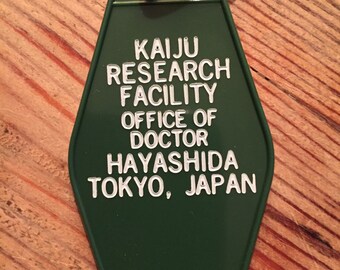 KAIJU
RESEARCH
FACILITY
OFFICE OF
DOCTOR
HAYASHIDA
TOKYO, JAPAN